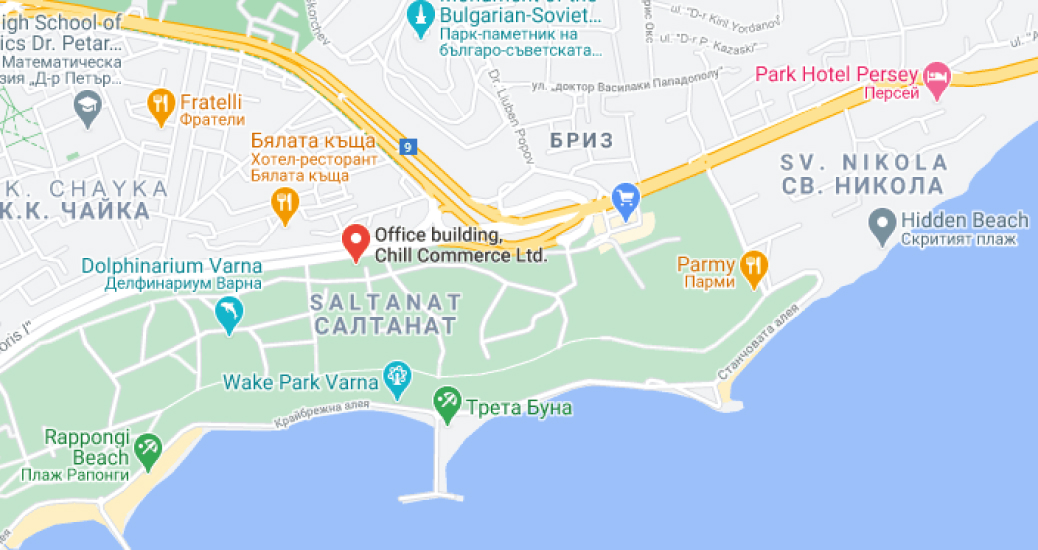 igh School of
ics Dr. Petar...
Математическа
зия „Д-р Петър...
Monument of the
Bulgarian-Soviet...
Парк-паметник на
българо-съветската...
ul. "Dr Kiril Yordanov"
ul. "D-r P. Kazaski"
ул. „доктор Василаки Пападополу"
Dr. Liuben Popov
Park Hotel Persey
Персей
Fratelli
Фратели
Бялата къща
Хотел-ресторант
Бялата къща
9
БРИЗ
SV. NIKOLA
СВ. НИКОЛА
K. CHAYKA
К.К. ЧАЙКА
Hidden Beach
Скритият плаж
Office building,
Chill Commerce Ltd.
Dolphinarium Varna
Делфинариум Варна
Parmy
Парми
SALTANAT
САЛТАНАТ
oris I"
Станчовата алея
Wake Park Varna
Трета Буна
Крайбрежна алея
Rappongi
Beach
Плаж Рапонги